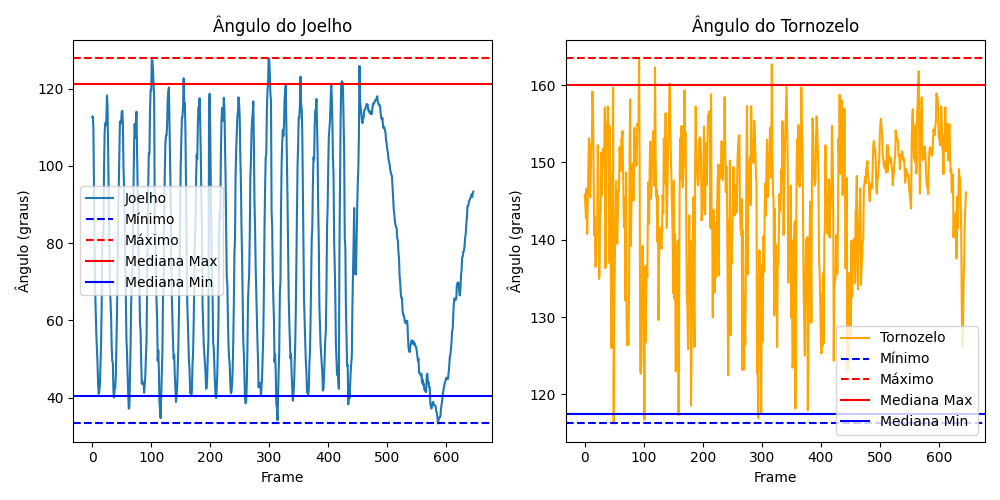 Ângulo do Joelho
Ângulo (graus)
120
100
80
60
40
Joelho
Mínimo
Máximo
Mediana Max
Mediana Min
0 100 200 300 400 500 600
Frame
Ângulo do Tornozelo
Ângulo (graus)
160
150
140
130
120
Tornozelo
Mínimo
Máximo
Mediana Max
Mediana Min
0 100 200 300 400 500 600
Frame